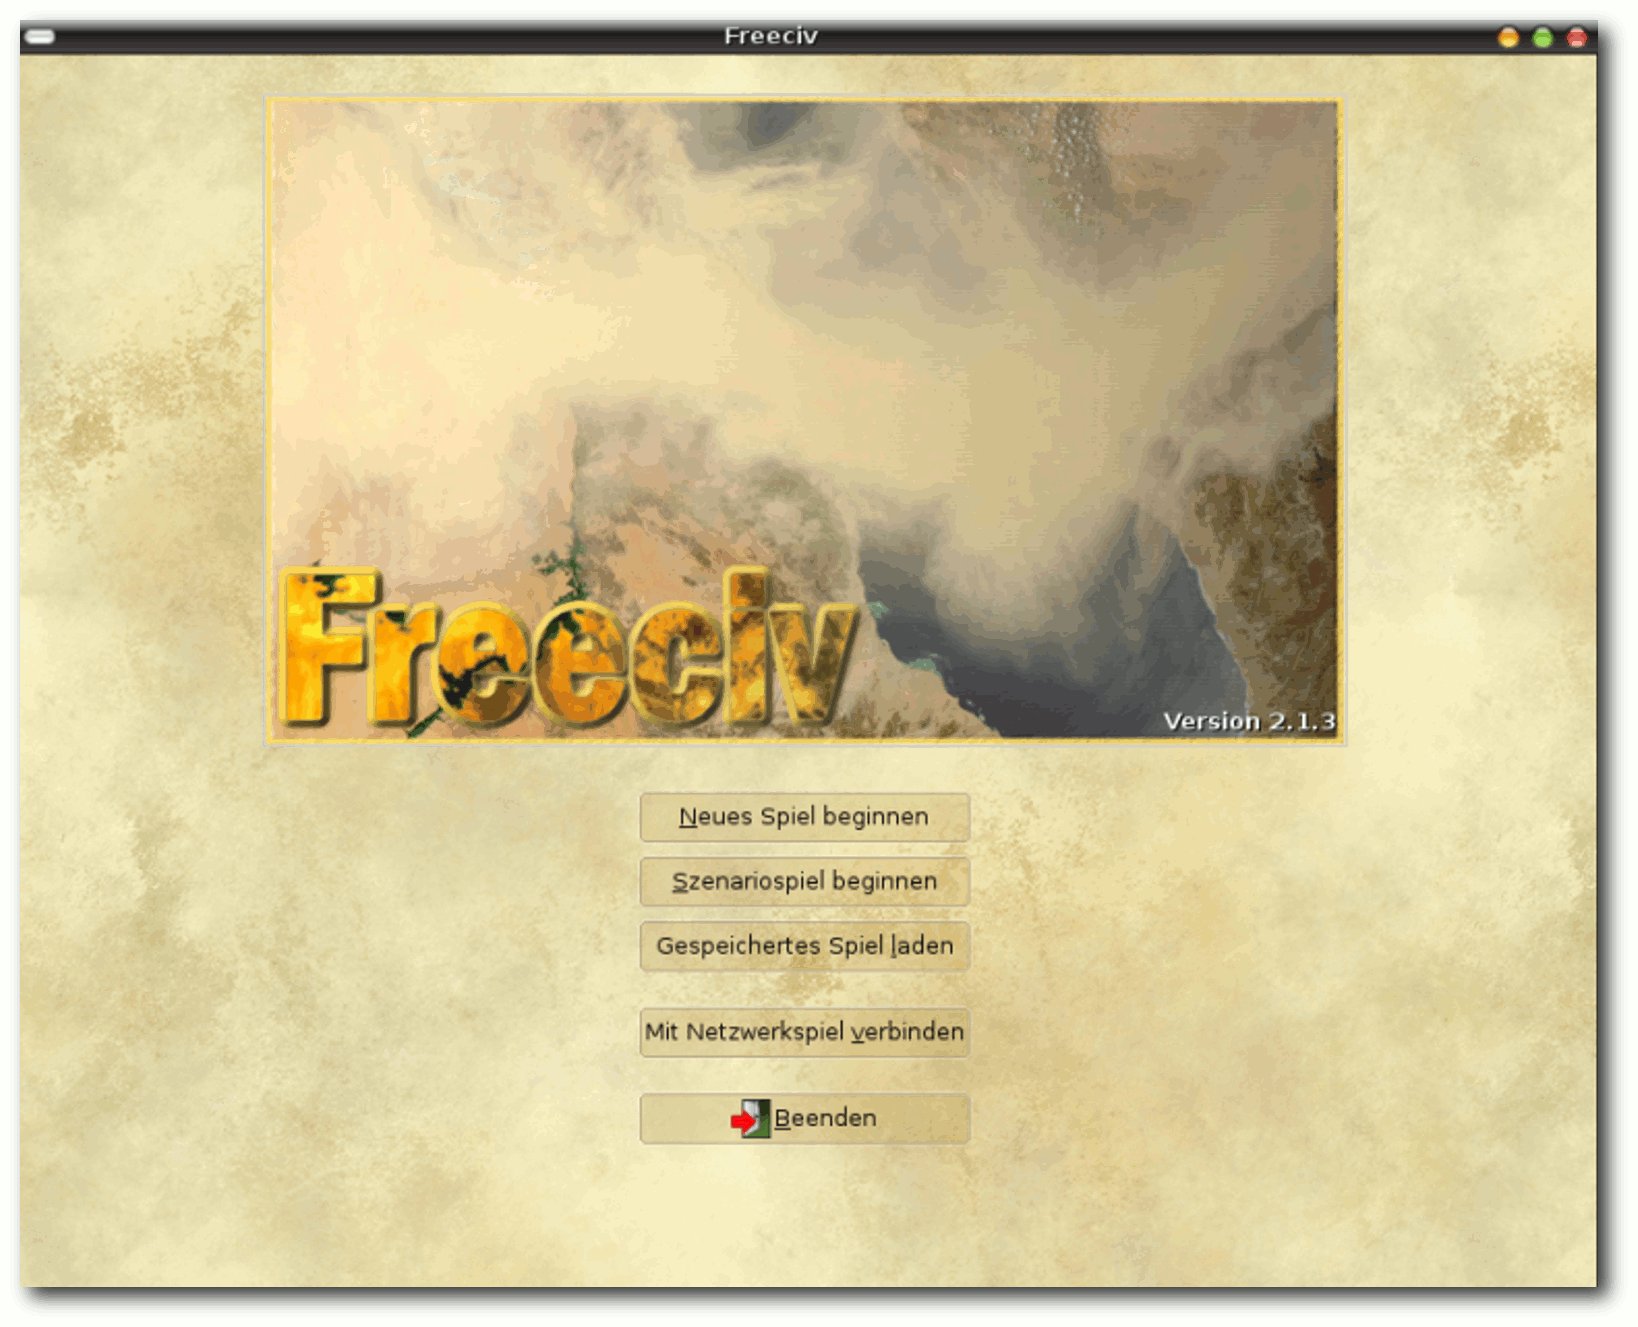 Freeciv
Freeciv
Version 2.1.3
Neues Spiel beginnen
Szenariospiel beginnen
Gespeichertes Spiel laden
Mit Netzwerkspiel verbinden
Beenden